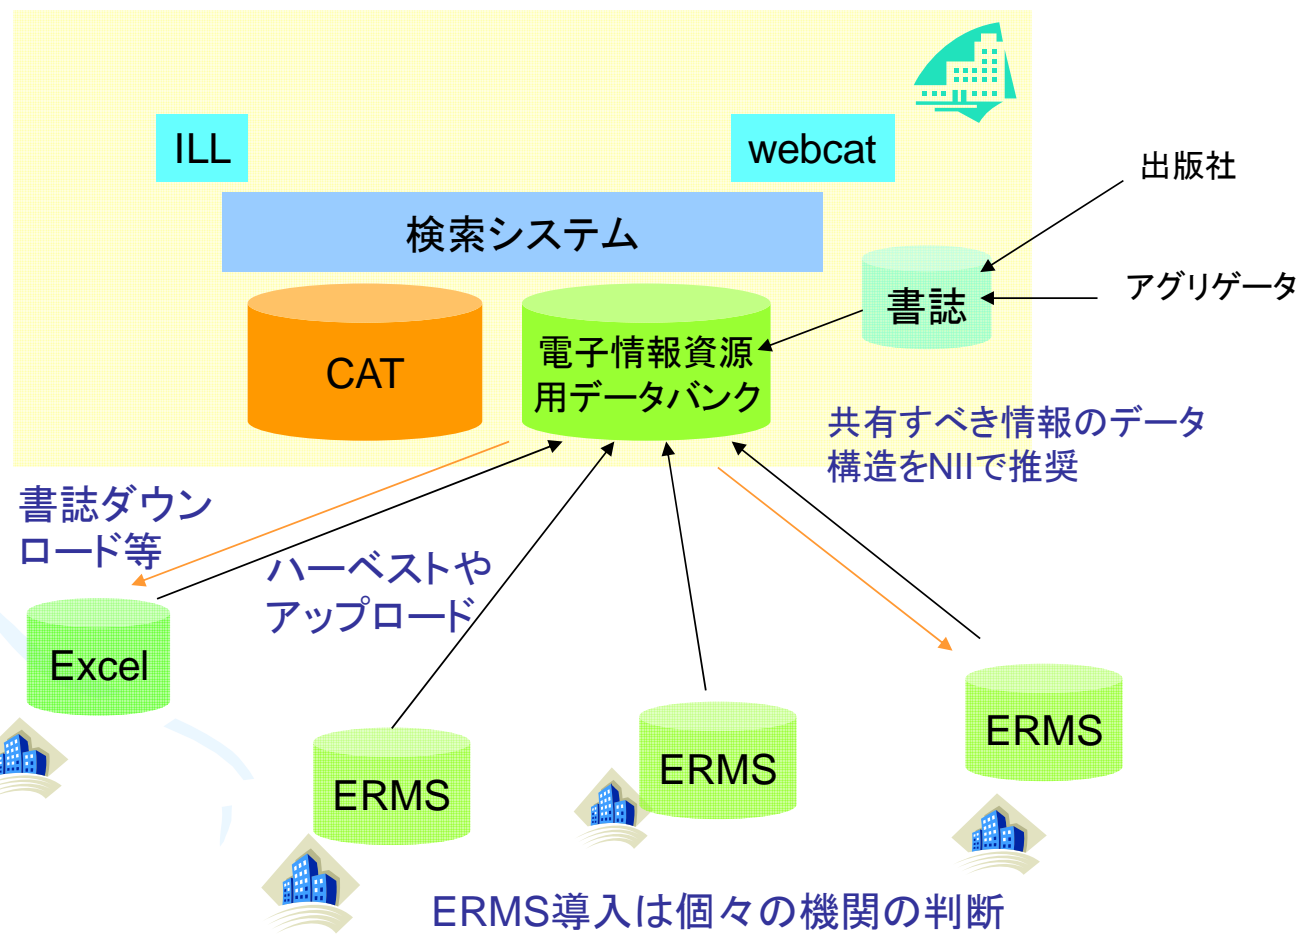 ILL
webcat
出版社
検索システム
アグリゲータ
書誌
CAT
電子情報資源
用データバンク
共有すべき情報のデータ
構造をNIIで推奨
書誌ダウン
ロード等
ハーベストや
アップロード
Excel
ERMS
ERMS
ERMS
ERMS導入は個々の機関の判断